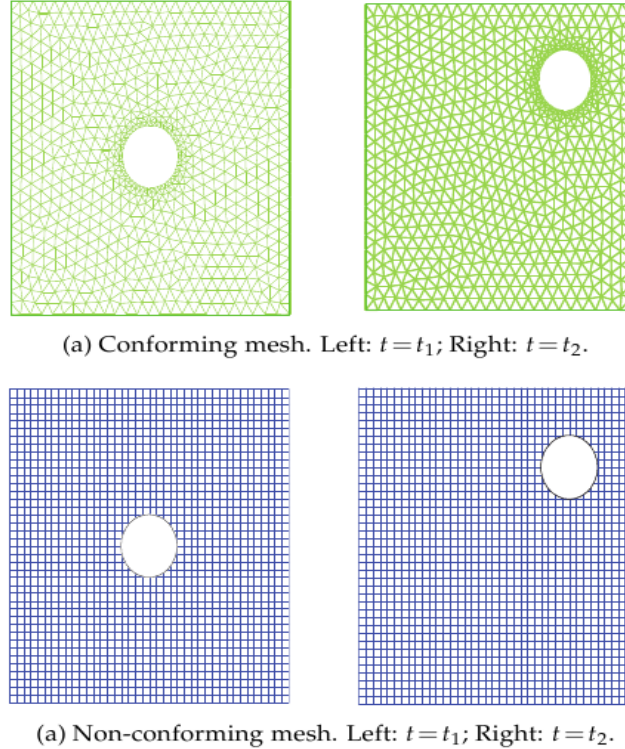 (a) Conforming mesh. Left: t=t₁; Right: t=t₂.
(a) Non-conforming mesh. Left: t=t₁; Right: t=t₂.